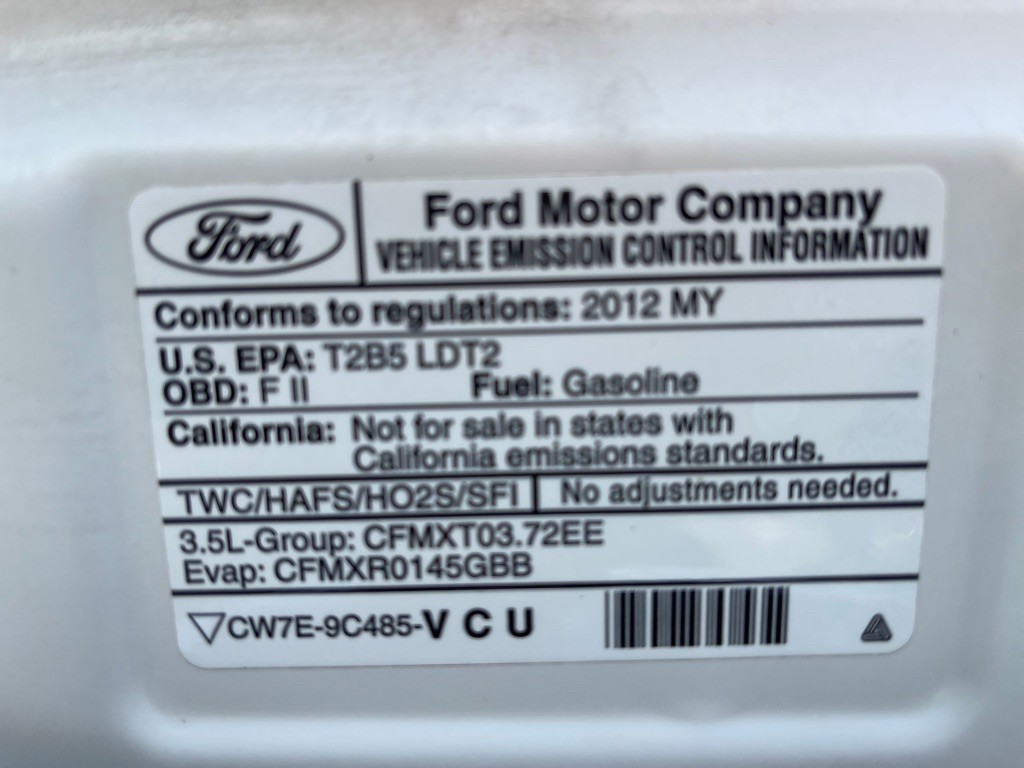 Ford
Ford Motor Company
VEHICLE EMISSION CONTROL INFORMATION
Conforms to regulations: 2012 MY
U.S. EPA: T2B5 LDT2
OBD: F II Fuel: Gasoline
California: Not for sale in states with
California emissions standards.
TWC/HAFS/HO2S/SFI No adjustments needed.
3.5L-Group: CFMXT03.72EE
Evap: CFMXR0145GBB
CW7E-9C485-V C U